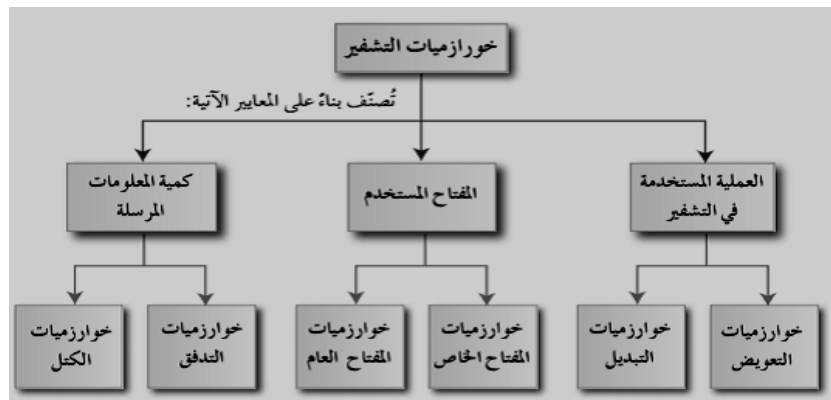 خورازميات التشفير
تُصنّف بناءً على المعايير الآتية:
العملية المستخدمة
في التشفير
المفتاح المستخدم
كمية المعلومات
المرسلة
خوارزميات
التعويض
خوارزميات
التبديل
خوارزميات
المفتاح الخاص
خوارزميات
المفتاح العام
خوارزميات
التدفق
خوارزميات
الكتل